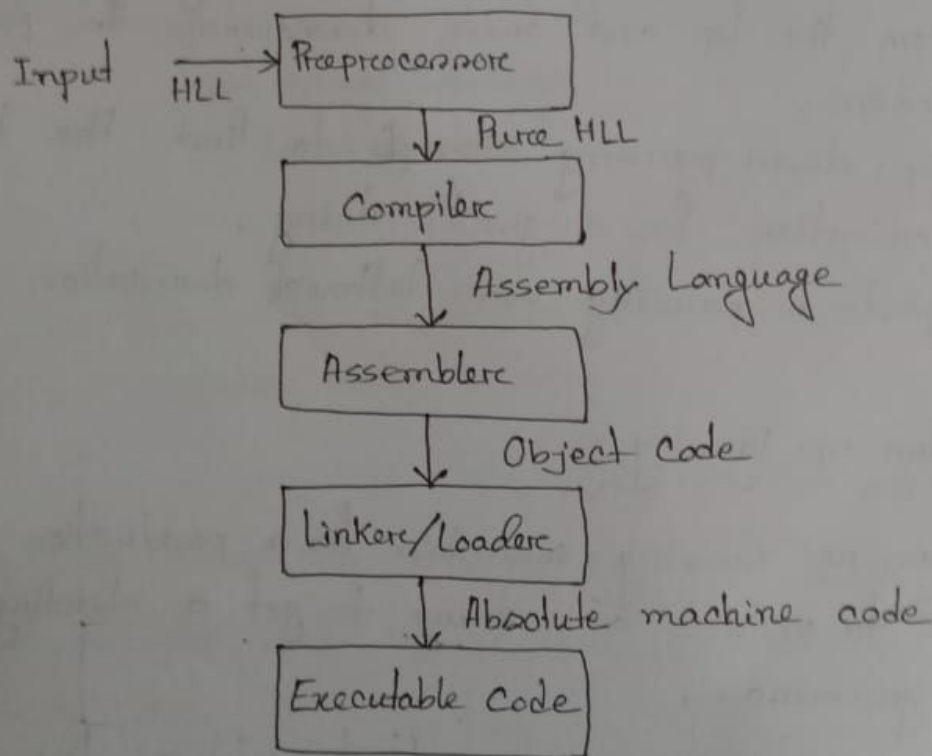 Input
HLL
Preprocessor
Pure HLL
Compiler
Assembly Language
Assembler
Object Code
Linker/Loader
Absolute machine code
Executable Code